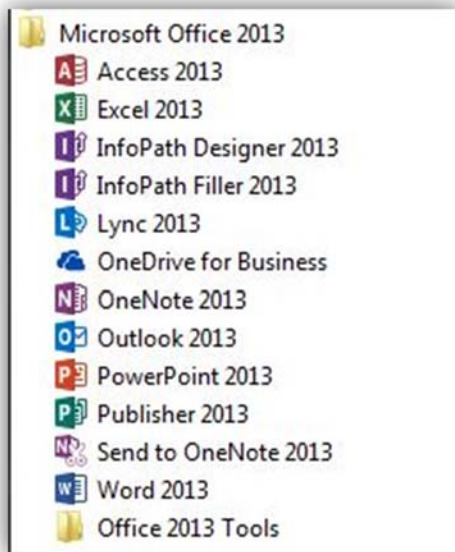 Microsoft Office 2013
Access 2013
Excel 2013
InfoPath Designer 2013
InfoPath Filler 2013
Lync 2013
OneDrive for Business
OneNote 2013
Outlook 2013
PowerPoint 2013
Publisher 2013
Send to OneNote 2013
Word 2013
Office 2013 Tools